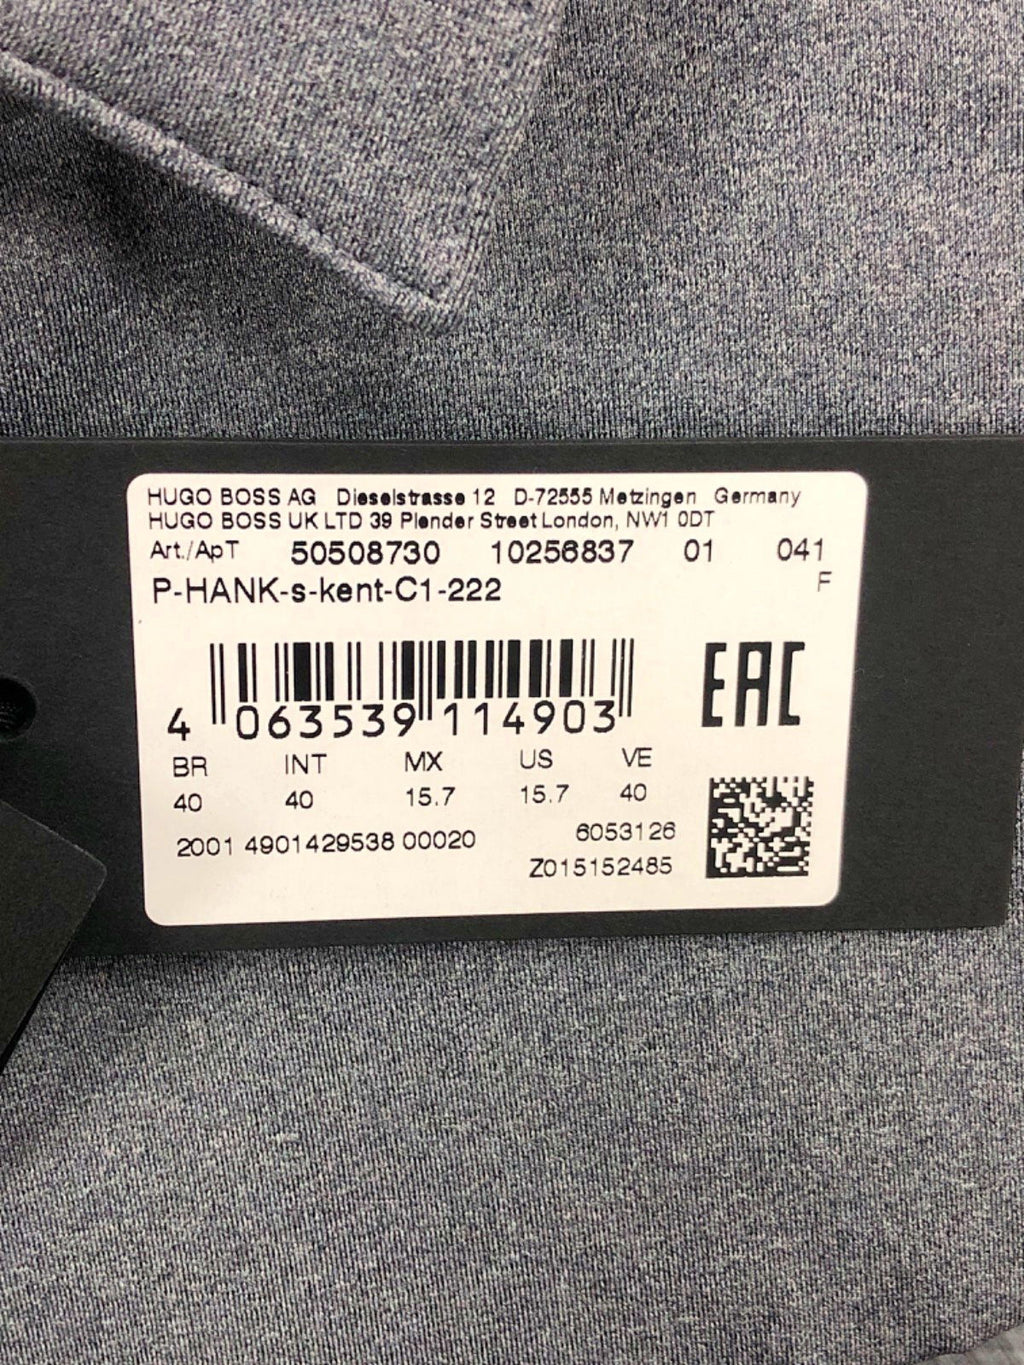 HUGO BOSS AG Dieselstrasse 12 D-72555 Metzingen Germany
HUGO BOSS UK LTD 39 Plender Street London, NW1 0DT
Art./ApT 50508730 10256837 01 041
P-HANK-s-kent-C1-222 F
EAC
4 063539 114903
BR INT MX US VE
40 40 15.7 15.7 40
2001 4901429538 00020 6053126
Z015152485